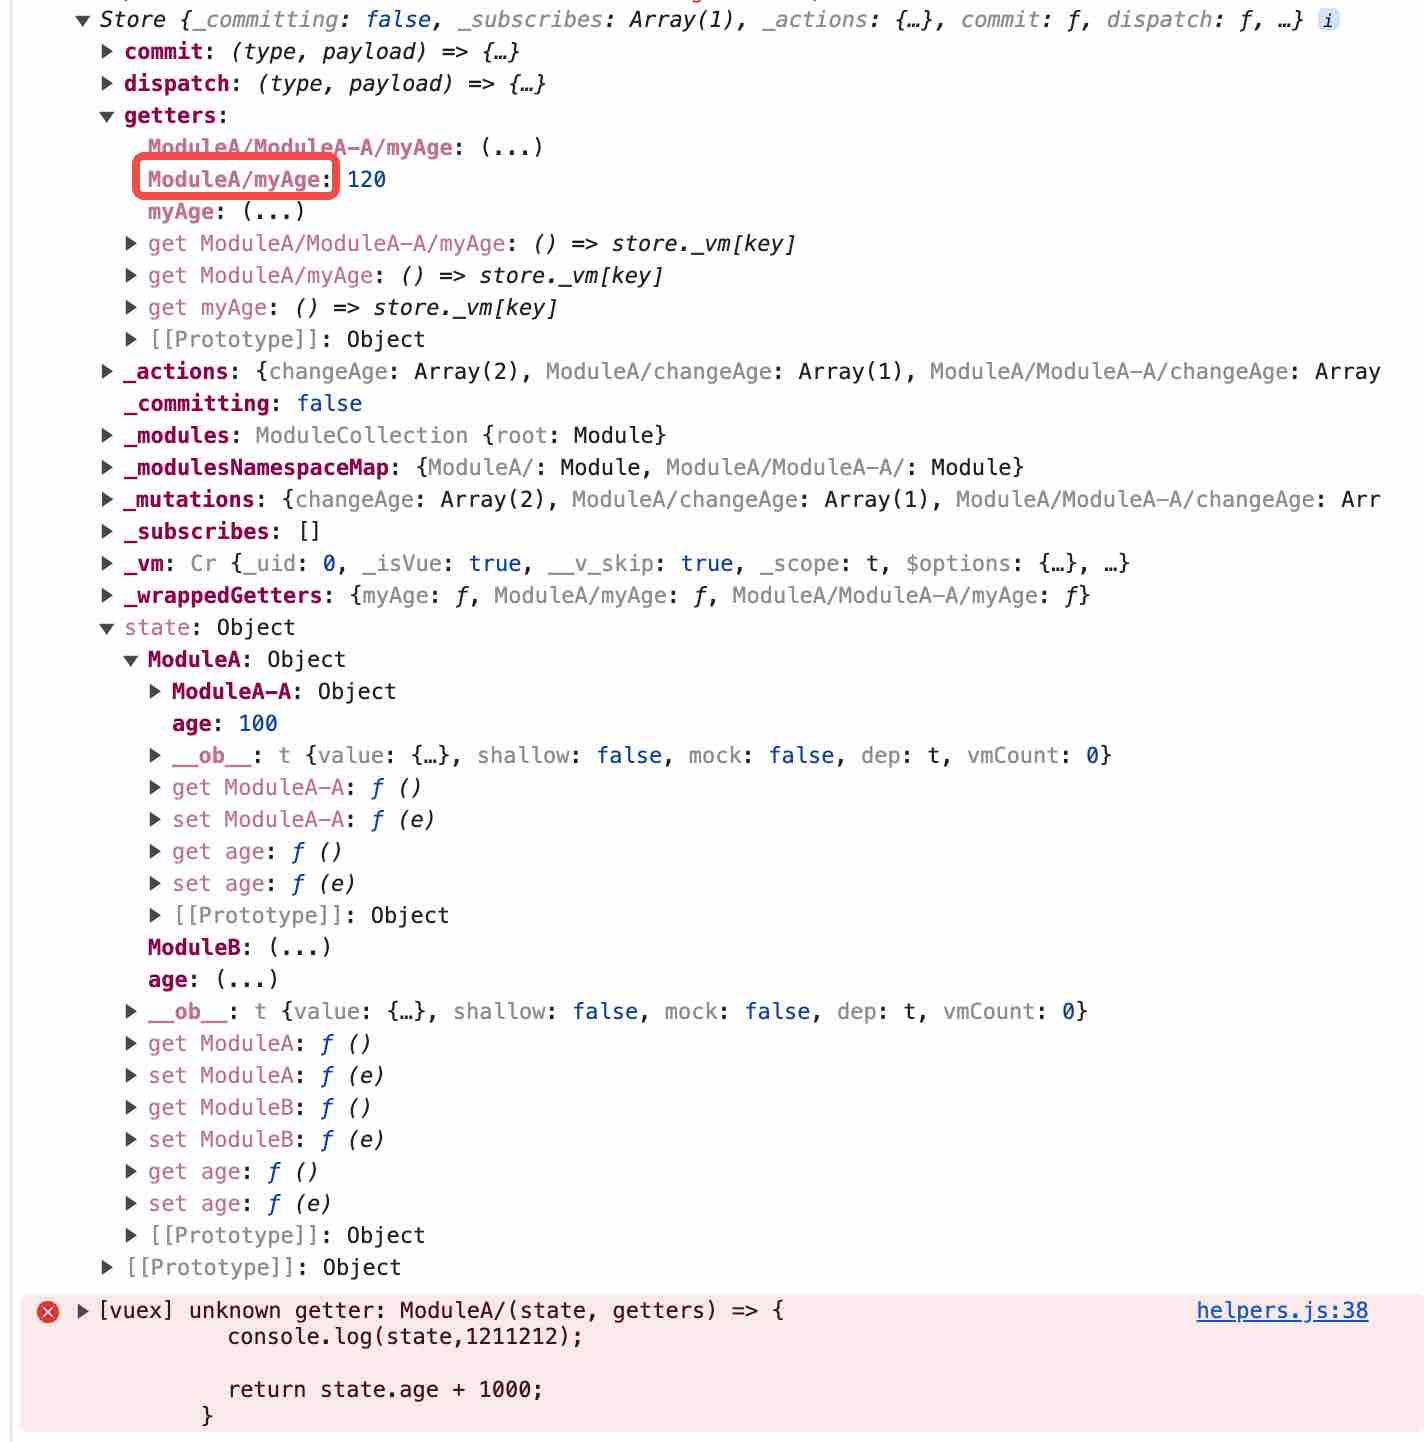 Store {_committing: false, _subscribes: Array(1), _actions: {…}, commit: ƒ, dispatch: ƒ, …} i
commit: (type, payload) => {…}
dispatch: (type, payload) => {…}
getters:
ModuleA/ModuleA-A/myAge: (...)
ModuleA/myAge: 120
myAge: (...)
get ModuleA/ModuleA-A/myAge: () => store._vm[key]
get ModuleA/myAge: () => store._vm[key]
get myAge: () => store._vm[key]
[[Prototype]]: Object
_actions: {changeAge: Array(2), ModuleA/changeAge: Array(1), ModuleA/ModuleA-A/changeAge: Array
_committing: false
_modules: ModuleCollection {root: Module}
_modulesNamespaceMap: {ModuleA/: Module, ModuleA/ModuleA-A/: Module}
_mutations: {changeAge: Array(2), ModuleA/changeAge: Array(1), ModuleA/ModuleA-A/changeAge: Arr
_subscribes: []
_vm: Cr {_uid: 0, _isVue: true, __v_skip: true, _scope: t, $options: {…}, …}
_wrappedGetters: {myAge: ƒ, ModuleA/myAge: ƒ, ModuleA/ModuleA-A/myAge: ƒ}
state: Object
ModuleA: Object
ModuleA-A: Object
age: 100
__ob__: t {value: {…}, shallow: false, mock: false, dep: t, vmCount: 0}
get ModuleA-A: ƒ ()
set ModuleA-A: ƒ (e)
get age: ƒ ()
set age: ƒ (e)
[[Prototype]]: Object
ModuleB: (...)
age: (...)
__ob__: t {value: {…}, shallow: false, mock: false, dep: t, vmCount: 0}
get ModuleA: ƒ ()
set ModuleA: ƒ (e)
get ModuleB: ƒ ()
set ModuleB: ƒ (e)
get age: ƒ ()
set age: ƒ (e)
[[Prototype]]: Object
[[Prototype]]: Object
[vuex] unknown getter: ModuleA/(state, getters) => { helpers.js:38
console.log(state,1211212);
return state.age + 1000;
}